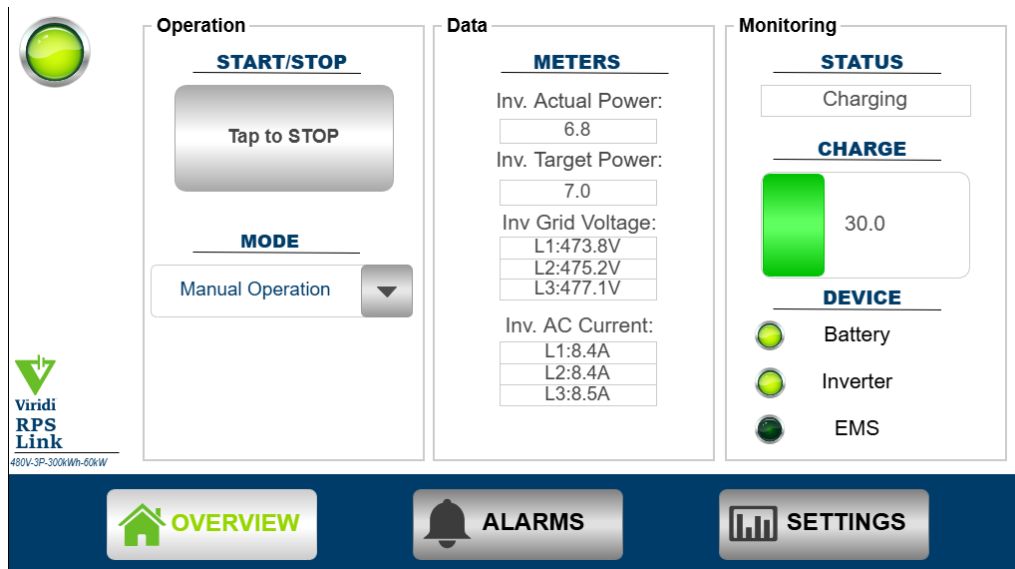 Operation
START/STOP
Tap to STOP
MODE
Manual Operation
Data
METERS
Inv. Actual Power:
6.8
Inv. Target Power:
7.0
Inv Grid Voltage:
L1:473.8V
L2:475.2V
L3:477.1V
Inv. AC Current:
L1:8.4A
L2:8.4A
L3:8.5A
Monitoring
STATUS
Charging
CHARGE
30.0
DEVICE
Battery
Inverter
EMS
Viridi
RPS
Link
480V-3P-300kWh-60kW
OVERVIEW
ALARMS
SETTINGS